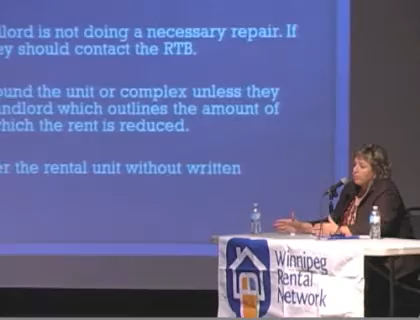 dlord is not doing a necessary repair. If
ey should contact the RTB.
ound the unit or complex unless they
andlord which outlines the amount of
which the rent is reduced.
er the rental unit without written
Winnipeg
Rental
Network